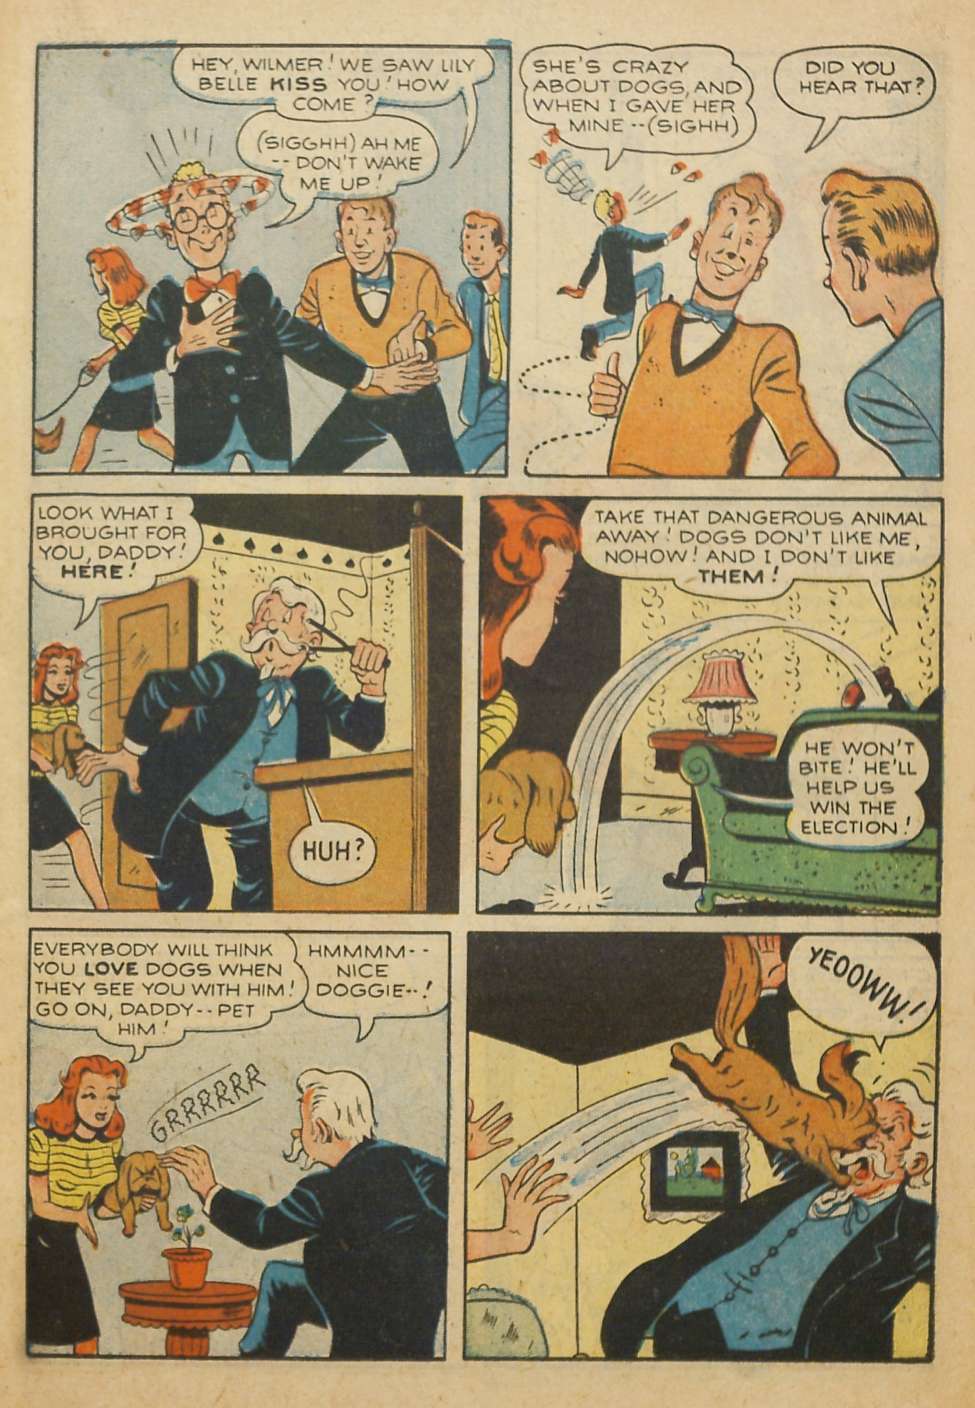 HEY, WILMER! WE SAW LILY
BELLE KISS YOU! HOW
COME?
(SIGGHH) AH ME
-- DON'T WAKE
ME UP!
SHE'S CRAZY
ABOUT DOGS, AND
WHEN I GAVE HER
MINE -- (SIGHH)
DID YOU
HEAR THAT?
LOOK WHAT I
BROUGHT FOR
YOU, DADDY!
HERE!
HUH?
TAKE THAT DANGEROUS ANIMAL
AWAY! DOGS DON'T LIKE ME,
NOHOW! AND I DON'T LIKE
THEM!
HE WON'T
BITE! HE'LL
HELP US
WIN THE
ELECTION!
EVERYBODY WILL THINK
YOU LOVE DOGS WHEN
THEY SEE YOU WITH HIM!
GO ON, DADDY -- PET
HIM!
HMMMM--
NICE
DOGGIE--!
GRRRRRR
YEOOWW!